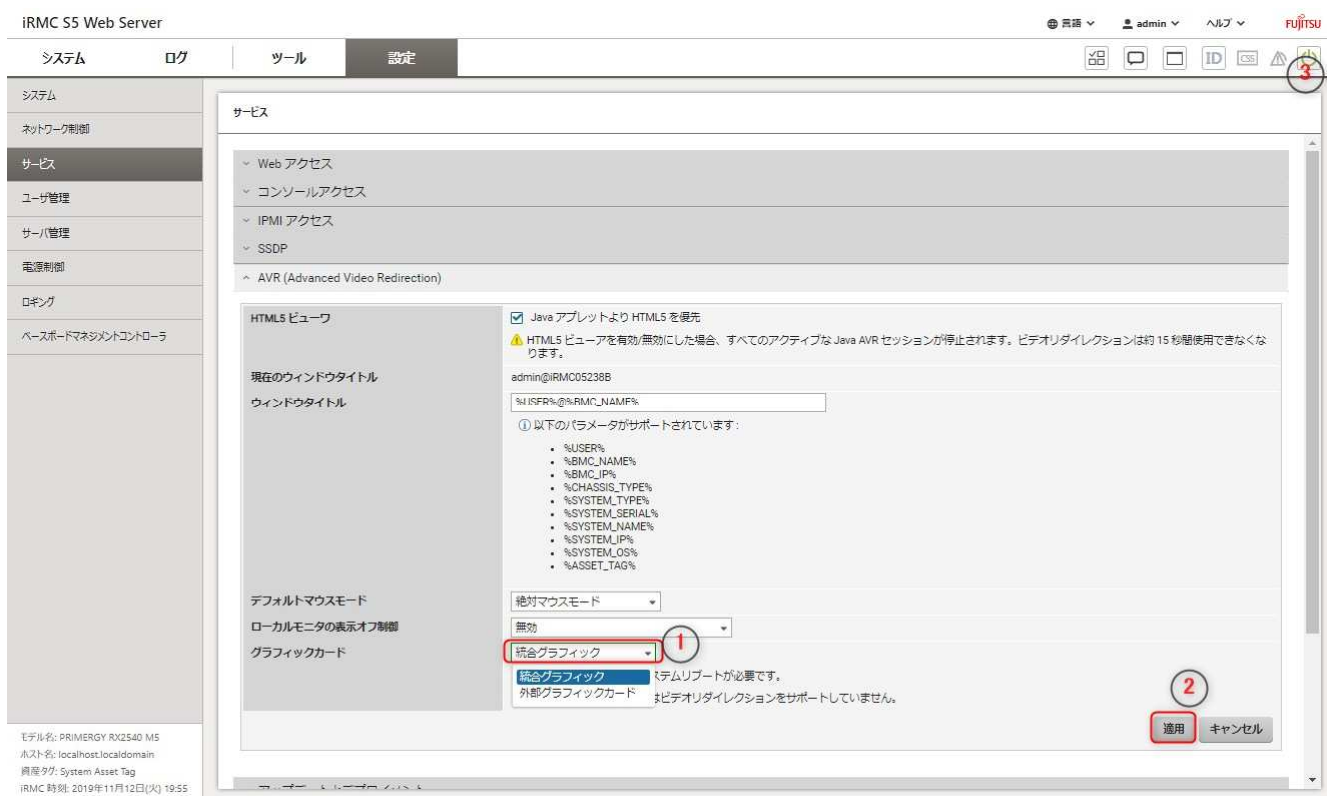 iRMC S5 Web Server
言語
admin
ヘルプ
FUJITSU
システム
ログ
ツール
設定
ID
CSS
3
システム
ネットワーク制御
サービス
ユーザ管理
サーバ管理
電源制御
ロギング
ベースボードマネジメントコントローラ
サービス
Web アクセス
コンソールアクセス
IPMI アクセス
SSDP
AVR (Advanced Video Redirection)
HTML5 ビューワ
Java アプレットより HTML5 を優先
HTML5 ビューアを有効/無効にした場合、すべてのアクティブな Java AVR セッションが停止されます。ビデオリダイレクションは約 15 秒間使用できなくな
ります。
現在のウィンドウタイトル
admin@iRMC05238B
ウィンドウタイトル
%USER%@%BMC_NAME%
以下のパラメータがサポートされています:
• %USER%
• %BMC_NAME%
• %BMC_IP%
• %CHASSIS_TYPE%
• %SYSTEM_TYPE%
• %SYSTEM_SERIAL%
• %SYSTEM_NAME%
• %SYSTEM_IP%
• %SYSTEM_OS%
• %ASSET_TAG%
デフォルトマウスモード
絶対マウスモード
ローカルモニタの表示オフ制御
無効
グラフィックカード
統合グラフィック
1
統合グラフィック
ステムリブートが必要です。
外部グラフィックカード
はビデオリダイレクションをサポートしていません。
2
適用
キャンセル
モデル名: PRIMERGY RX2540 M5
ホスト名: localhost.localdomain
資産タグ: System Asset Tag
iRMC 時刻: 2019年11月12日(火) 19:55